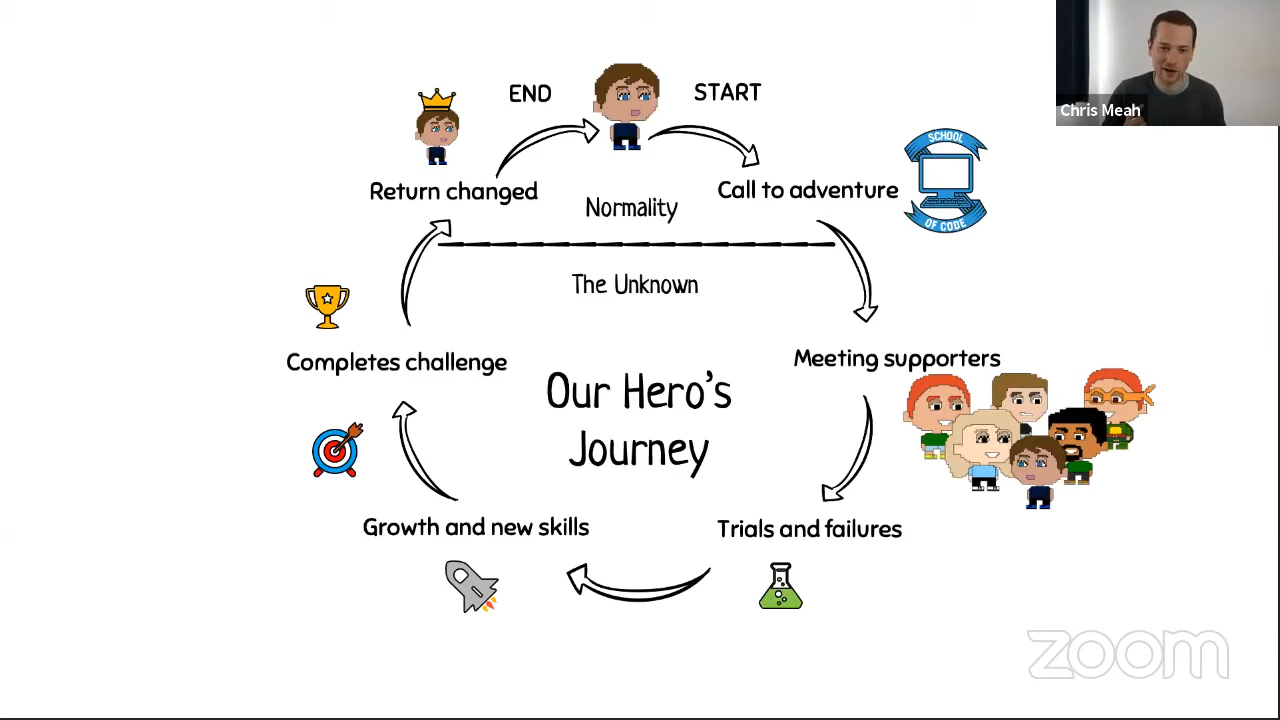 Chris Meah
END
START
SCHOOL
OF CODE
Return changed
Call to adventure
Normality
The Unknown
Completes challenge
Meeting supporters
Our Hero's
Journey
Growth and new skills
Trials and failures
zoom